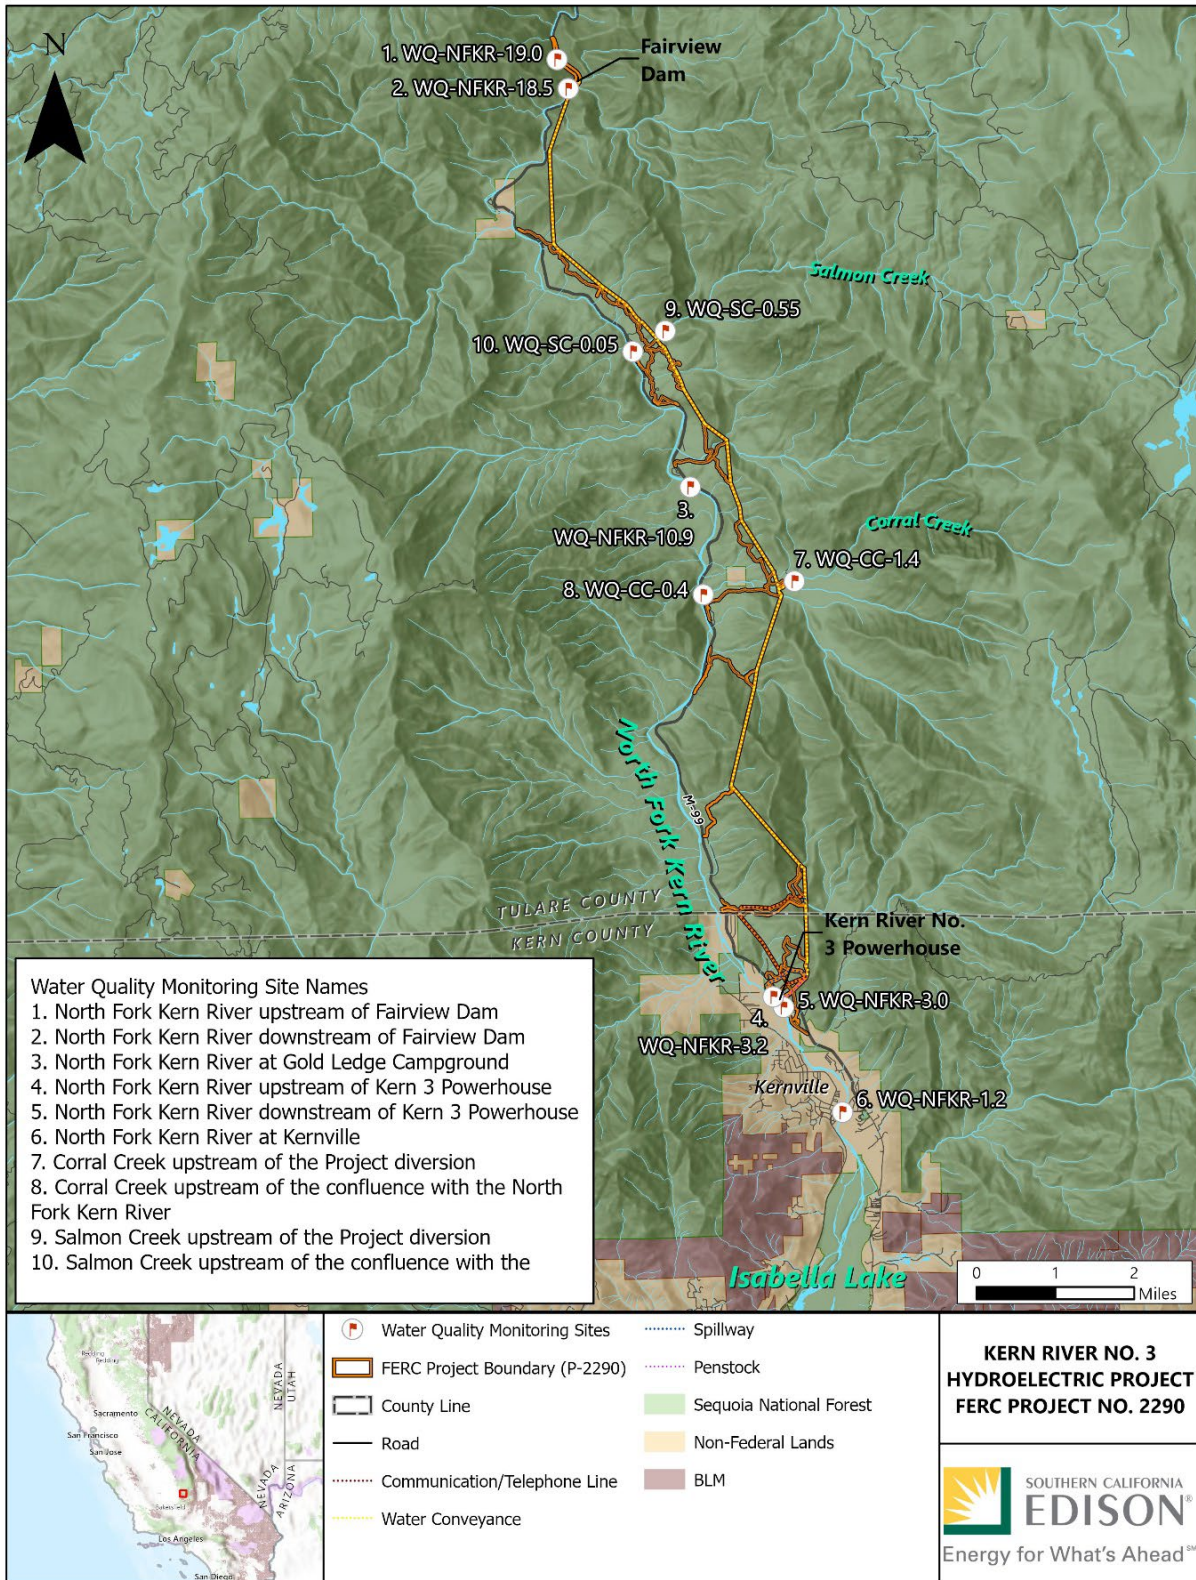 N
1. WQ-NFKR-19.0
Fairview
Dam
2. WQ-NFKR-18.5
Salmon Creek
9. WQ-SC-0.55
10. WQ-SC-0.05
3.
WQ-NFKR-10.9
Corral Creek
7. WQ-CC-1.4
8. WQ-CC-0.4
North Fork Kern River
M-99
TULARE COUNTY
KERN COUNTY
Kern River No.
3 Powerhouse
5. WQ-NFKR-3.0
4.
WQ-NFKR-3.2
Kernville
6. WQ-NFKR-1.2
Isabella Lake
0 1 2
Miles
Water Quality Monitoring Site Names
1. North Fork Kern River upstream of Fairview Dam
2. North Fork Kern River downstream of Fairview Dam
3. North Fork Kern River at Gold Ledge Campground
4. North Fork Kern River upstream of Kern 3 Powerhouse
5. North Fork Kern River downstream of Kern 3 Powerhouse
6. North Fork Kern River at Kernville
7. Corral Creek upstream of the Project diversion
8. Corral Creek upstream of the confluence with the North
Fork Kern River
9. Salmon Creek upstream of the Project diversion
10. Salmon Creek upstream of the confluence with the
Redding
Redding
Sacramento
San Francisco
San Jose
NEVADA
CALIFORNIA
NEVADA
UTAH
NEVADA
ARIZONA
Bakersfield
Los Angeles
San Diego
Water Quality Monitoring Sites
FERC Project Boundary (P-2290)
County Line
Road
Communication/Telephone Line
Water Conveyance
Spillway
Penstock
Sequoia National Forest
Non-Federal Lands
BLM
KERN RIVER NO. 3
HYDROELECTRIC PROJECT
FERC PROJECT NO. 2290
SOUTHERN CALIFORNIA
EDISON®
Energy for What's Ahead℠